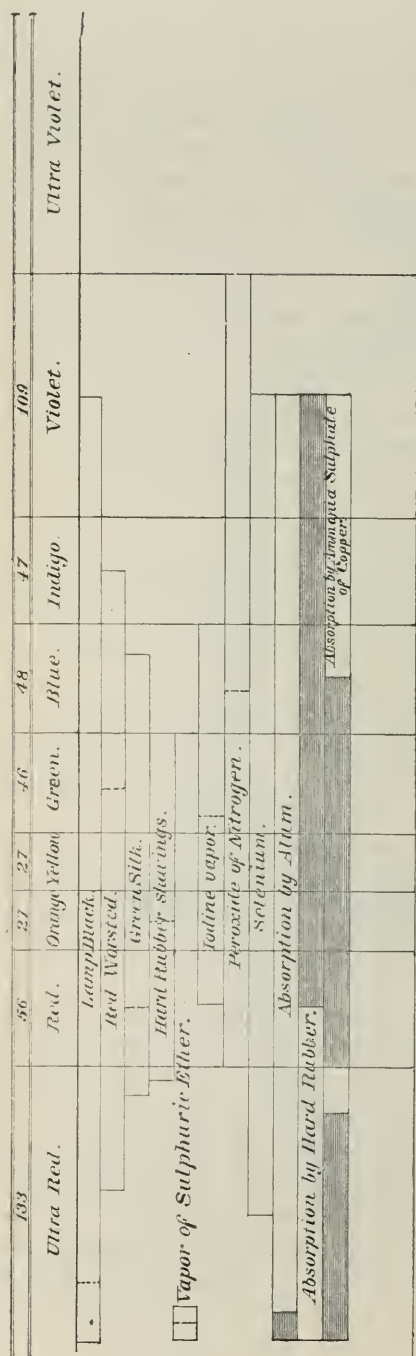 133 56 27 27 46 48 47 109
Ultra Red. Red. Orange Yellow Green. Blue. Indigo. Violet. Ultra Violet.
Lamp Black.
Red Worsted.
Green Silk.
Hard Rubber shavings.
Vapor of Sulphuric Ether.
Iodine vapor.
Peroxide of Nitrogen.
Selenium.
Absorption by Alum.
Absorption by Hard Rubber.
Absorption by Ammonia Sulphate
of Copper.